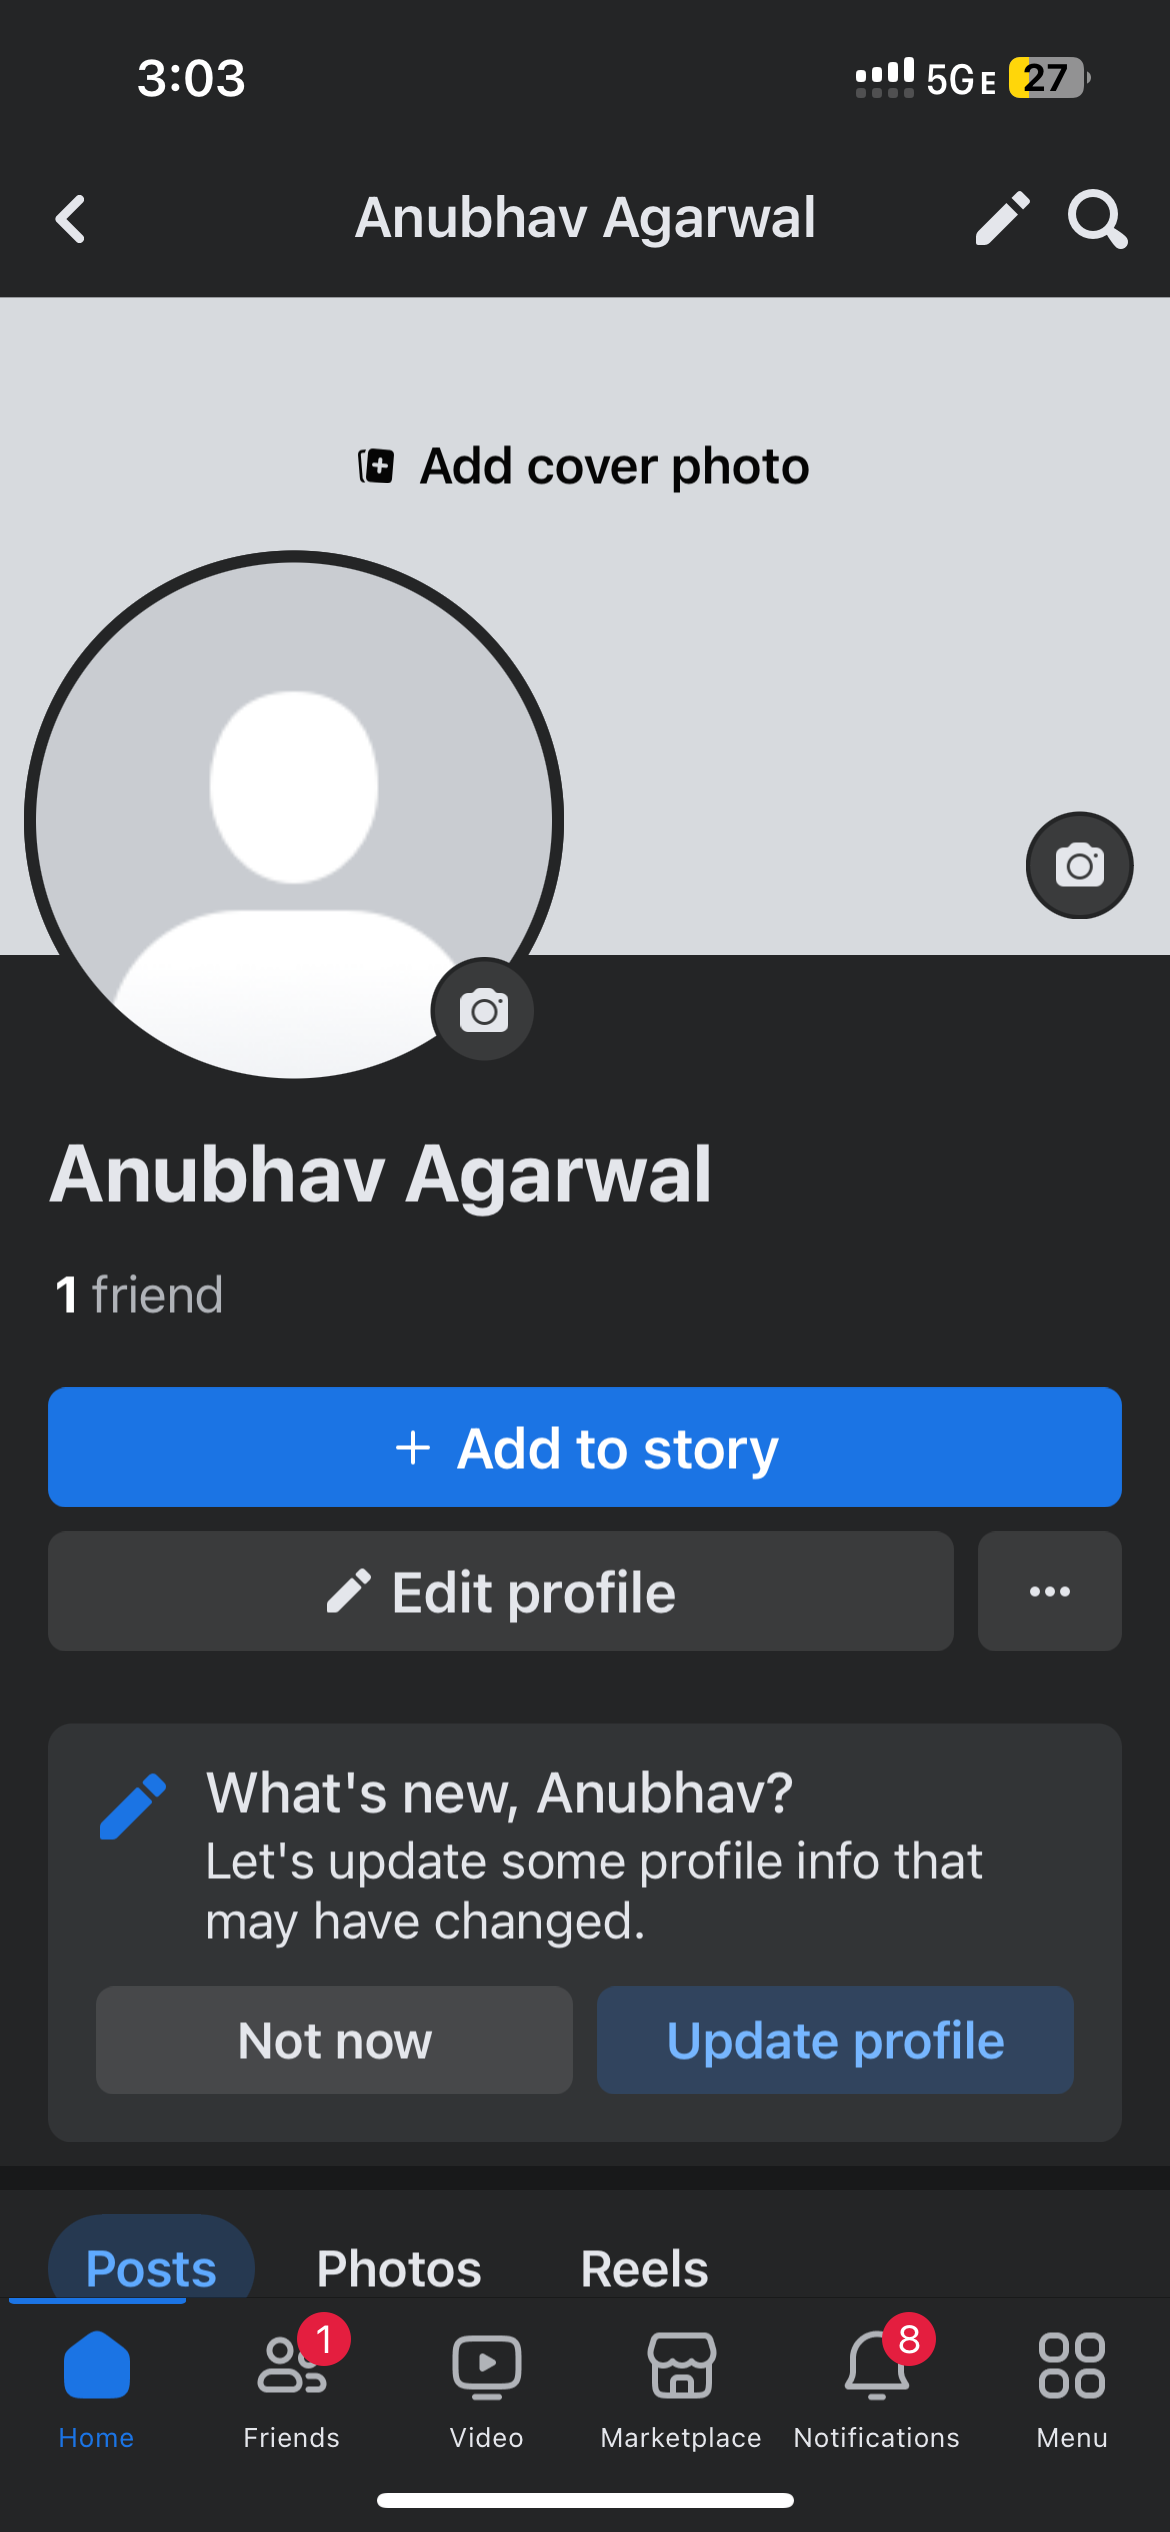 3:03
5GE 27
Anubhav Agarwal
Add cover photo
Anubhav Agarwal
1 friend
+ Add to story
Edit profile
...
What's new, Anubhav?
Let's update some profile info that
may have changed.
Not now
Update profile
Posts
Photos
Reels
1
8
Home
Friends
Video
Marketplace
Notifications
Menu